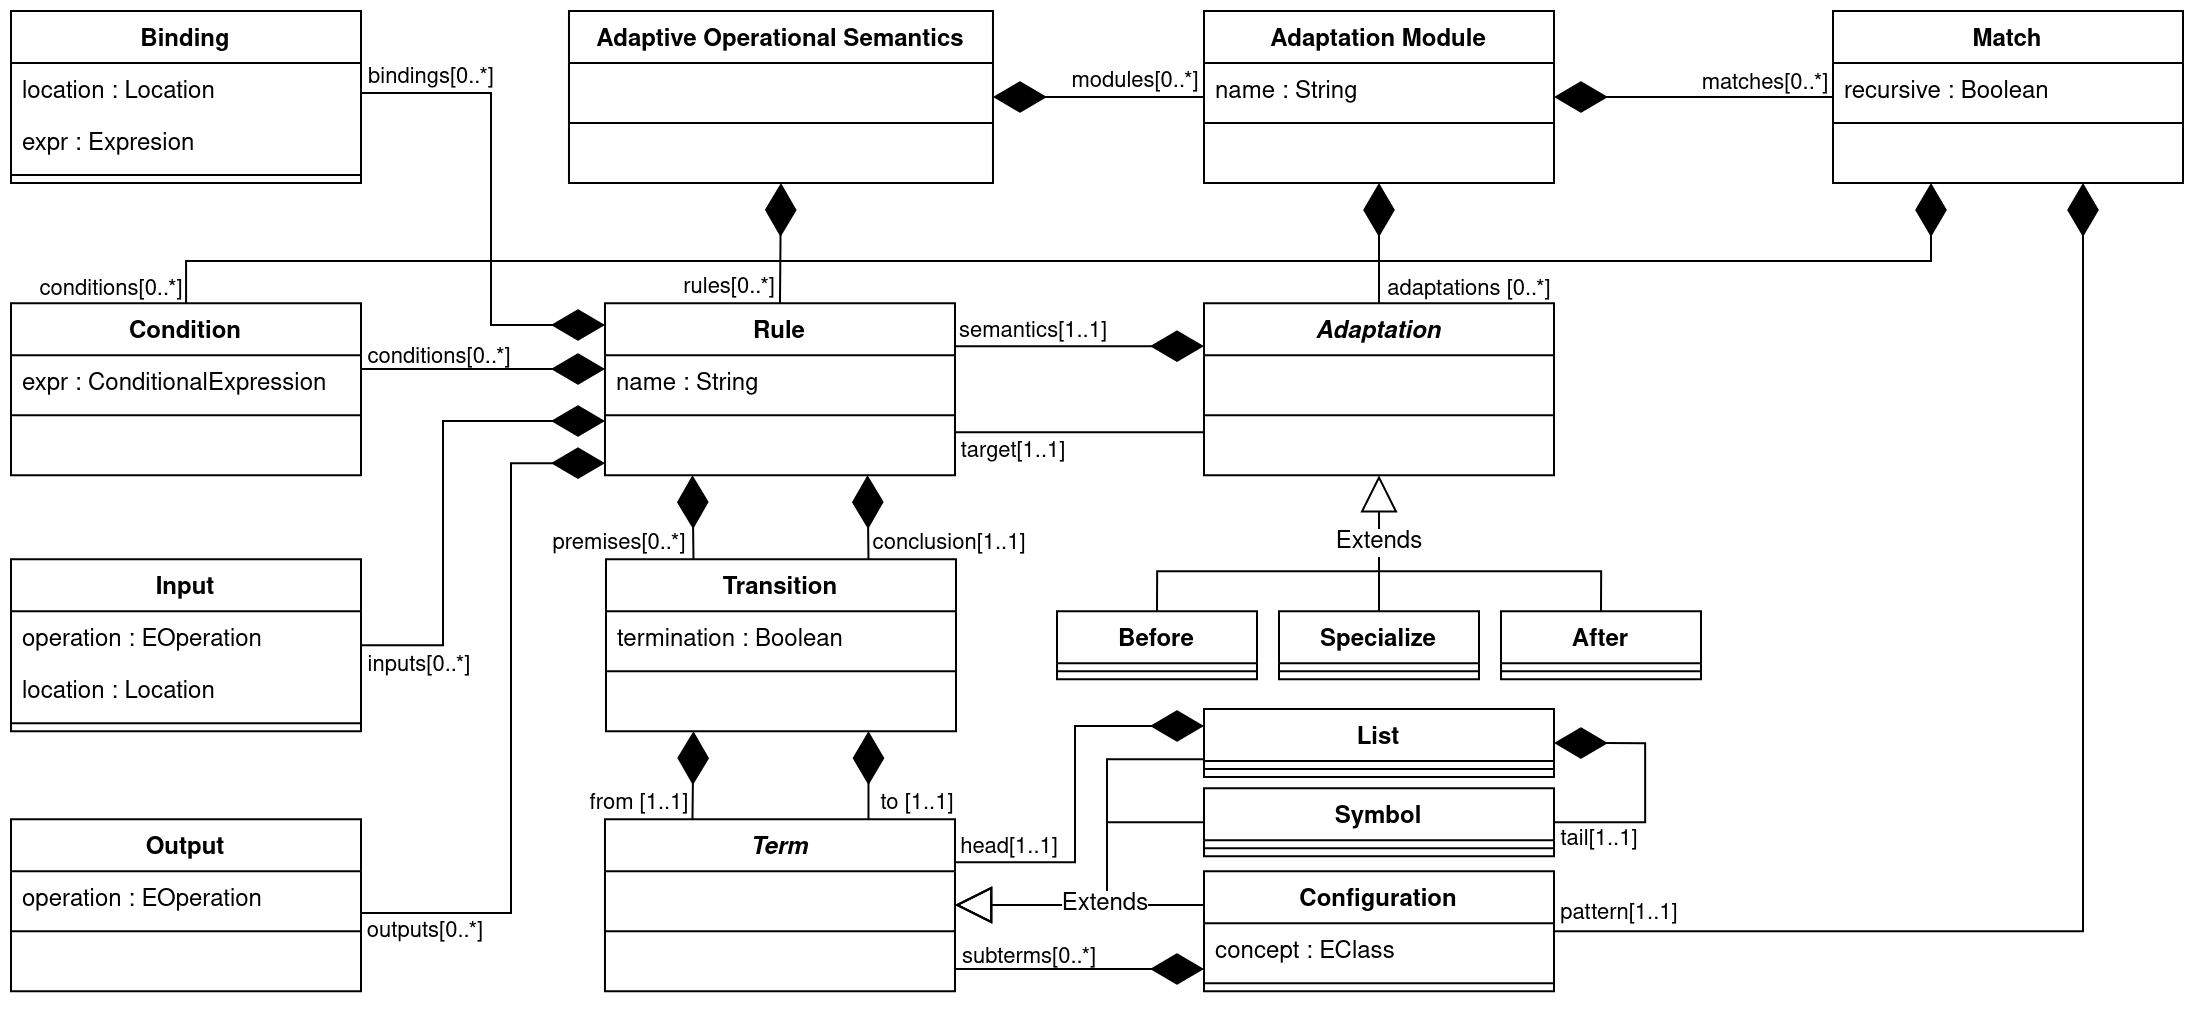 Binding
location : Location
expr : Expresion
bindings[0..*]
Adaptive Operational Semantics
modules[0..*]
Adaptation Module
name : String
matches[0..*]
Match
recursive : Boolean
conditions[0..*]
rules[0..*]
adaptations [0..*]
Condition
expr : ConditionalExpression
conditions[0..*]
Rule
name : String
semantics[1..1]
target[1..1]
Adaptation
premises[0..*]
conclusion[1..1]
Extends
Input
operation : EOperation
location : Location
inputs[0..*]
Transition
termination : Boolean
Before
Specialize
After
from [1..1]
to [1..1]
List
Symbol
tail[1..1]
Output
operation : EOperation
outputs[0..*]
Term
head[1..1]
Extends
subterms[0..*]
Configuration
concept : EClass
pattern[1..1]